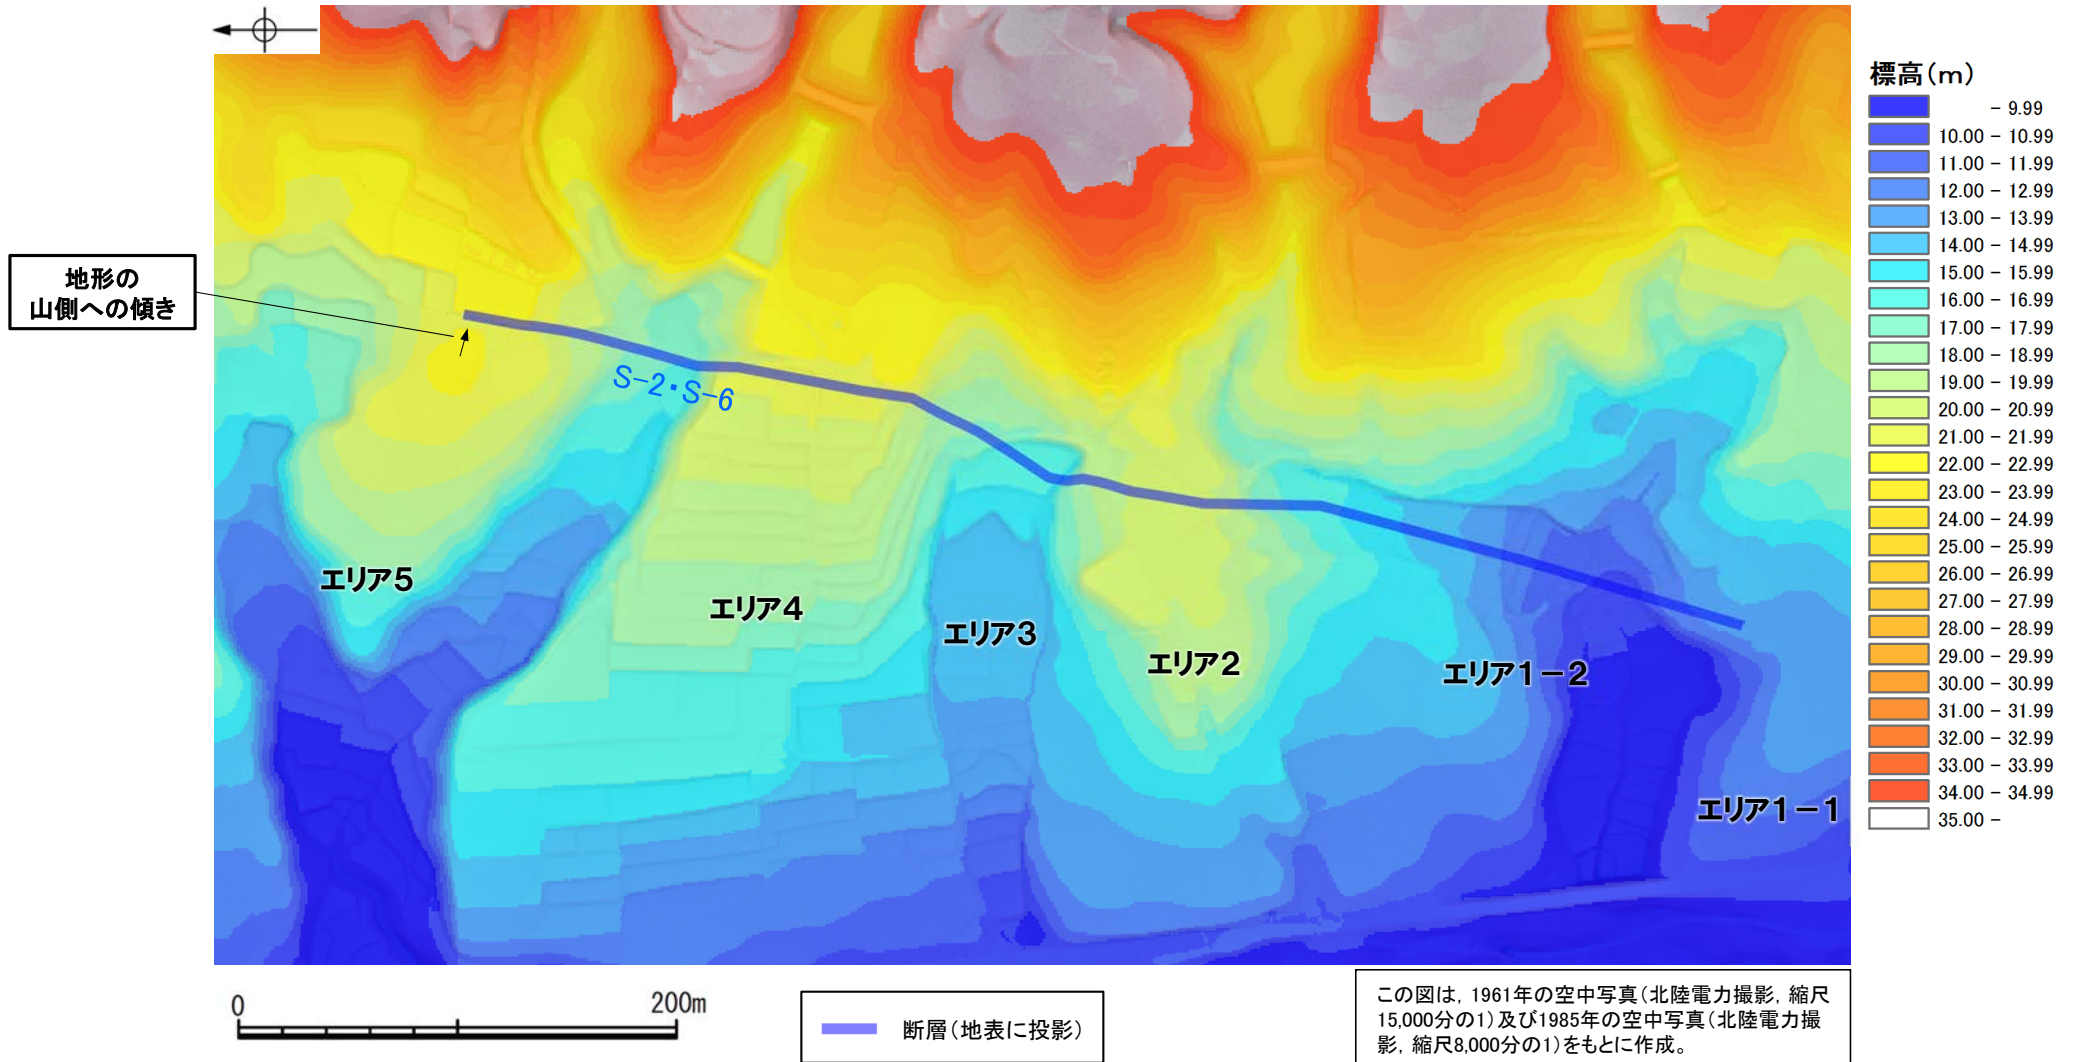 標高(m)
- 9.99
10.00 - 10.99
11.00 - 11.99
12.00 - 12.99
13.00 - 13.99
14.00 - 14.99
15.00 - 15.99
16.00 - 16.99
17.00 - 17.99
18.00 - 18.99
19.00 - 19.99
20.00 - 20.99
21.00 - 21.99
22.00 - 22.99
23.00 - 23.99
24.00 - 24.99
25.00 - 25.99
26.00 - 26.99
27.00 - 27.99
28.00 - 28.99
29.00 - 29.99
30.00 - 30.99
31.00 - 31.99
32.00 - 32.99
33.00 - 33.99
34.00 - 34.99
35.00 -
地形の
山側への傾き
S-2・S-6
エリア5
エリア4
エリア3
エリア2
エリア1-2
エリア1-1
0 200m
断層(地表に投影)
この図は, 1961年の空中写真(北陸電力撮影, 縮尺
15,000分の1)及び1985年の空中写真(北陸電力撮
影, 縮尺8,000分の1)をもとに作成。